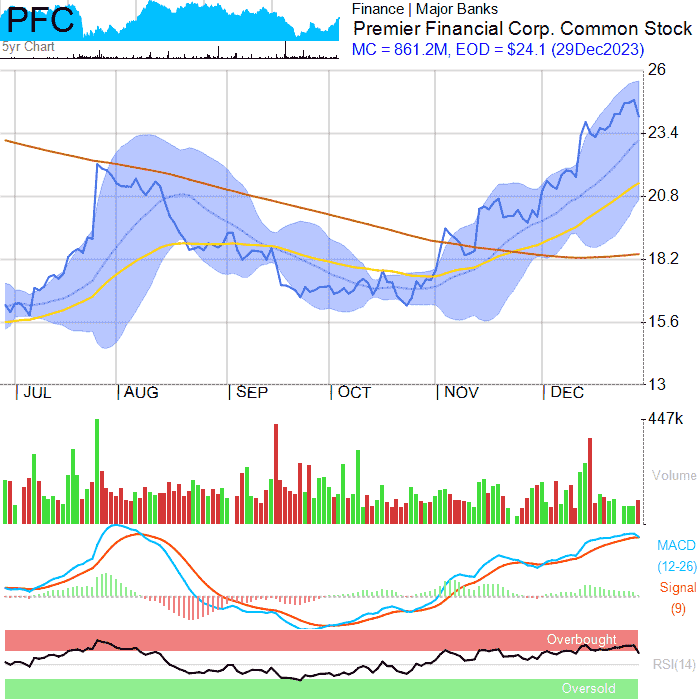 PFC
5yr Chart
Finance | Major Banks
Premier Financial Corp. Common Stock
MC = 861.2M, EOD = $24.1 (29Dec2023)
26
23.4
20.8
18.2
15.6
13
JUL AUG SEP OCT NOV DEC
447k
Volume
MACD
(12-26)
Signal
(9)
Overbought
RSI(14)
Oversold